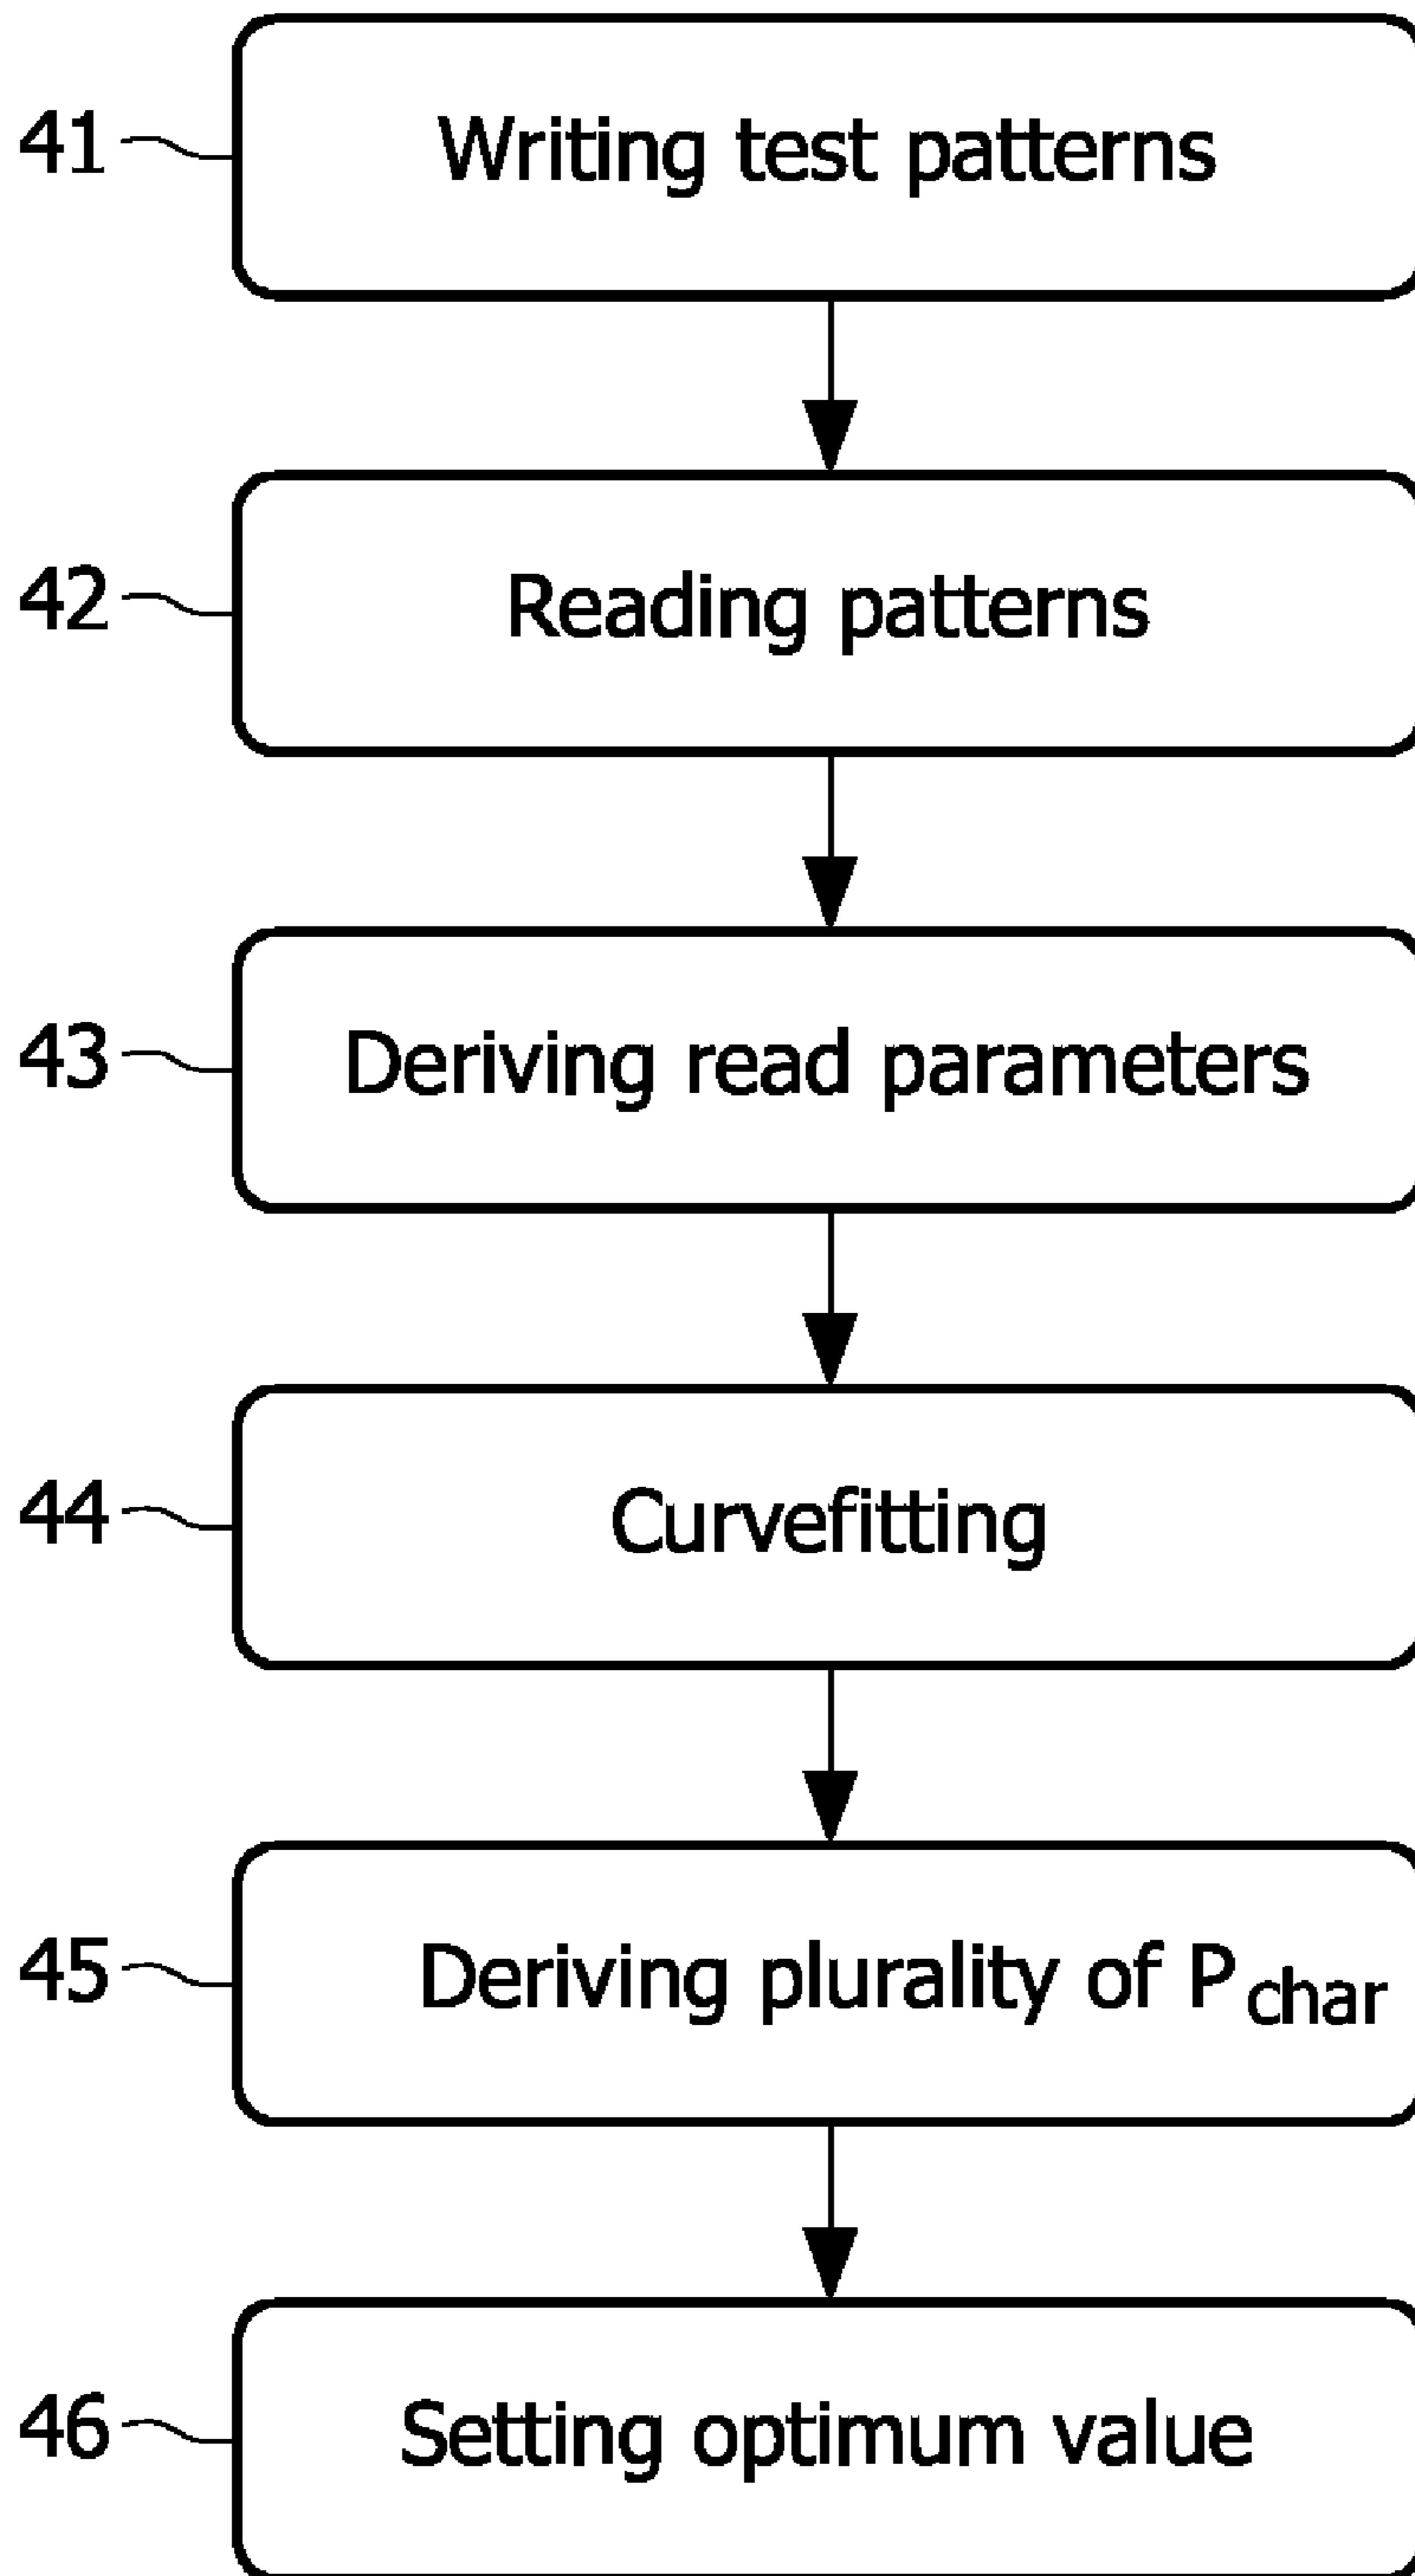 41 Writing test patterns
42 Reading patterns
43 Deriving read parameters
44 Curvefitting
45 Deriving plurality of Pchar
46 Setting optimum value